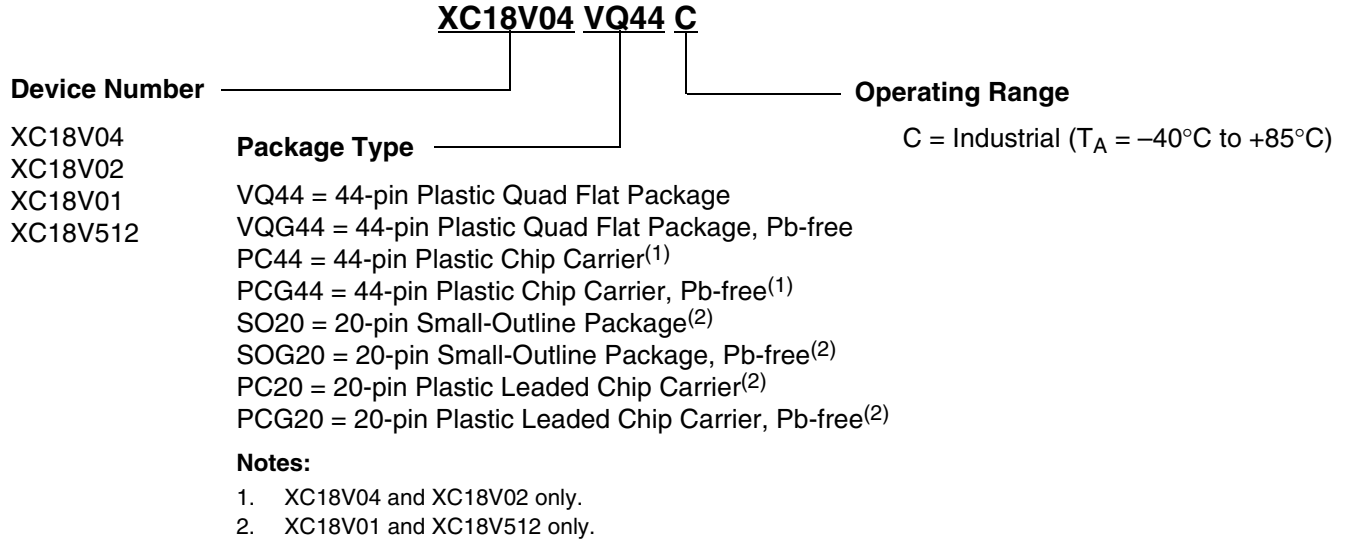 XC18V04 VQ44 C
Device Number
XC18V04
XC18V02
XC18V01
XC18V512
Package Type
VQ44 = 44-pin Plastic Quad Flat Package
VQG44 = 44-pin Plastic Quad Flat Package, Pb-free
PC44 = 44-pin Plastic Chip Carrier(1)
PCG44 = 44-pin Plastic Chip Carrier, Pb-free(1)
SO20 = 20-pin Small-Outline Package(2)
SOG20 = 20-pin Small-Outline Package, Pb-free(2)
PC20 = 20-pin Plastic Leaded Chip Carrier(2)
PCG20 = 20-pin Plastic Leaded Chip Carrier, Pb-free(2)
Notes:
1. XC18V04 and XC18V02 only.
2. XC18V01 and XC18V512 only.
Operating Range
C = Industrial (TA = –40°C to +85°C)